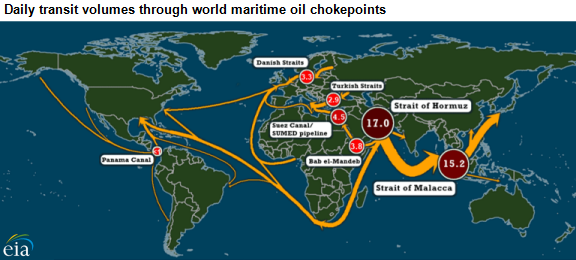 Daily transit volumes through world maritime oil chokepoints
Danish Straits
3.3
Turkish Straits
2.9
Strait of Hormuz
4.5
17.0
Suez Canal/
SUMED pipeline
3.8
Panama Canal
Bab el-Mandeb
15.2
Strait of Malacca
eia